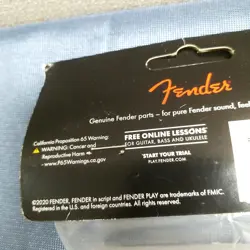 Fender
Genuine Fender parts – for pure Fender sound, feel
California Proposition 65 Warning:
WARNING: Cancer and
Reproductive Harm
www.P65Warnings.ca.gov
FREE ONLINE LESSONS
FOR GUITAR, BASS AND UKULELE
START YOUR TRIAL
PLAY.FENDER.COM
©2020 FENDER, FENDER in script and FENDER PLAY are trademarks of FMIC.
Registered in the U.S. and foreign countries. All rights reserved.